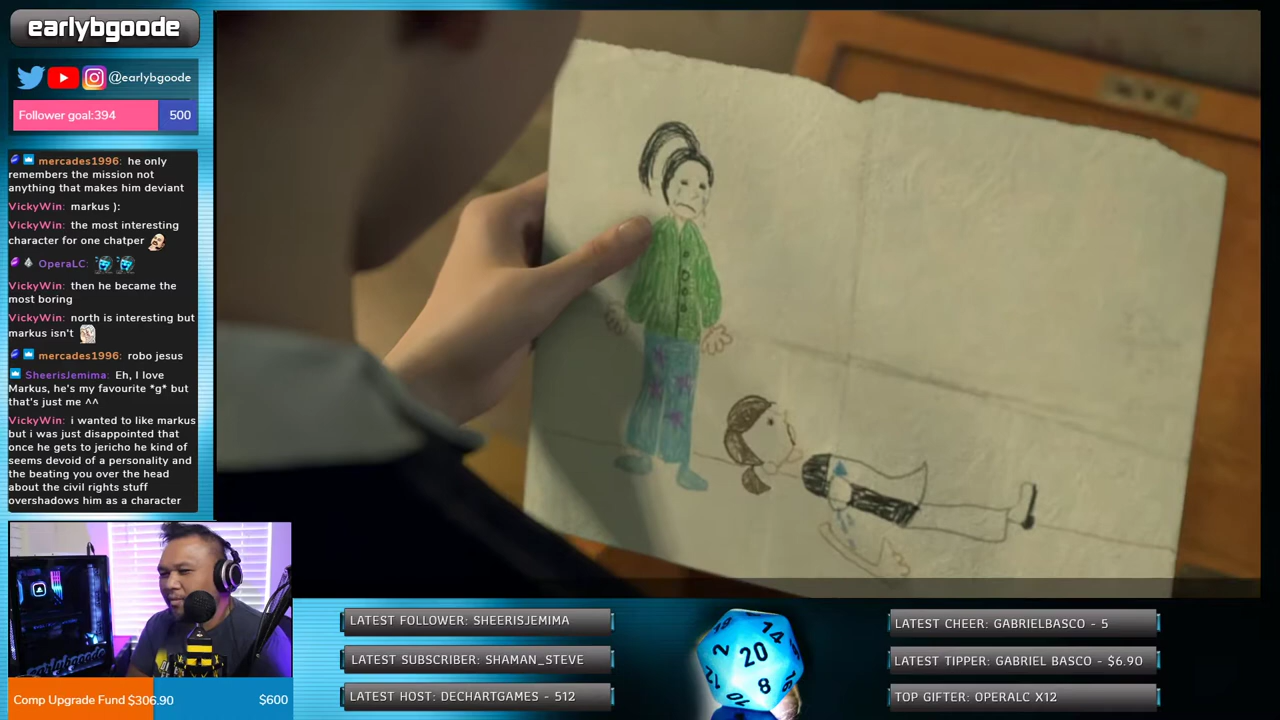 earlybgoode
@earlybgoode
Follower goal:394
500
mercades1996: he only
remembers the mission not
anything that makes him deviant
VickyWin: markus ):
VickyWin: the most interesting
character for one chatper
OperaLC:
VickyWin: then he became the
most boring
VickyWin: north is interesting but
markus isn't
mercades1996: robo jesus
SheerisJemima: Eh, I love
Markus, he's my favourite *g* but
that's just me ^^
VickyWin: i wanted to like markus
but i was just disappointed that
once he gets to jericho he kind of
seems devoid of a personality and
the beating you over the head
about the civil rights stuff
overshadows him as a character
earlybgoode
Comp Upgrade Fund $306.90
$600
LATEST FOLLOWER: SHEERISJEMIMA
LATEST SUBSCRIBER: SHAMAN_STEVE
LATEST HOST: DECHARTGAMES - 512
20
8
14
2
LATEST CHEER: GABRIELBASCO - 5
LATEST TIPPER: GABRIEL BASCO - $6.90
TOP GIFTER: OPERALC X12